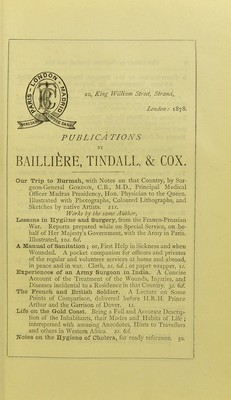 PARIS · LONDON · MADRID
20, King William Street, Strand,
London: 1878.
PUBLICATIONS
BY
BAILLIÈRE, TINDALL, & COX.
Our Trip to Burmah, with Notes on that Country, by Sur-
geon-General GORDON, C.B., M.D., Principal Medical
Officer Madras Presidency, Hon. Physician to the Queen.
Illustrated with Photographs, Coloured Lithographs, and
Sketches by native Artists. 21s.
Works by the same Author,
Lessons in Hygiene and Surgery, from the Franco-Prussian
War. Reports prepared while on Special Service, on be-
half of Her Majesty's Government, with the Army in Paris.
Illustrated, 10s. 6d.
A Manual of Sanitation; or, First Help in Sickness and when
Wounded. A pocket companion for officers and privates
of the regular and volunteer services at home and abroad,
in peace and in war. Cloth, 2s. 6d.; or paper wrapper, 1s.
Experiences of an Army Surgeon in India. A Concise
Account of the Treatment of the Wounds, Injuries, and
Diseases incidental to a Residence in that Country. 3s. 6d.
The French and British Soldier. A Lecture on Some
Points of Comparison, delivered before H.R.H. Prince
Arthur and the Garrison of Dover. 1s.
Life on the Gold Coast. Being a Full and Accurate Descrip-
tion of the Inhabitants, their Modes and Habits of Life;
interspersed with amusing Anecdotes, Hints to Travellers
and others in Western Africa. 2s. 6d.
Notes on the Hygiene of Cholera, for ready reference. 5s.